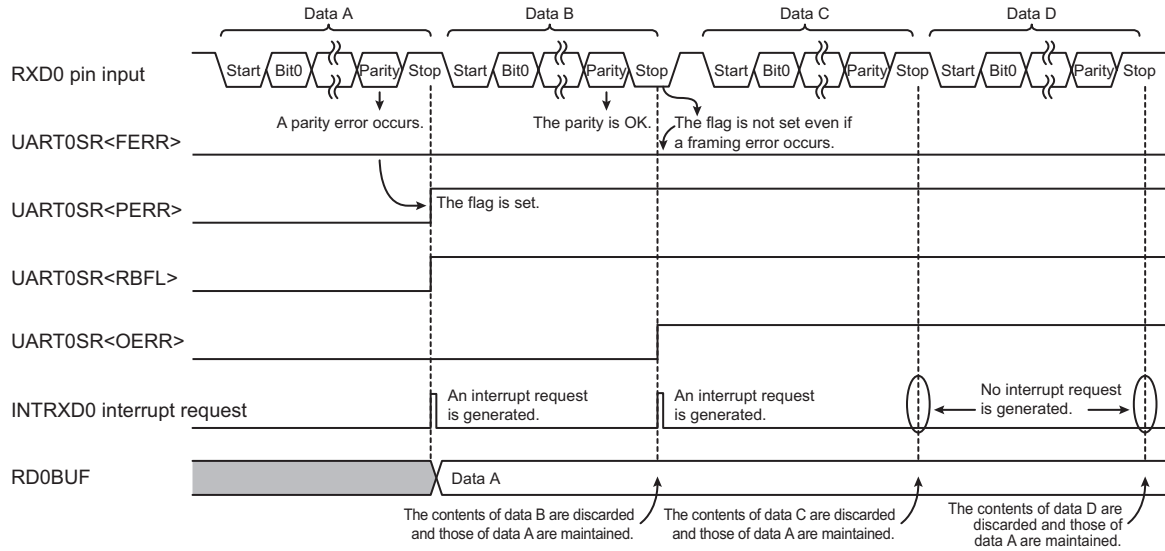 Data A Data B Data C Data D
RXD0 pin input Start Bit0 Parity Stop Start Bit0 Parity Stop Start Bit0 Parity Stop Start Bit0 Parity Stop
A parity error occurs. The parity is OK. The flag is not set even if
a framing error occurs.
UART0SR<FERR>
UART0SR<PERR> The flag is set.
UART0SR<RBFL>
UART0SR<OERR>
INTRXD0 interrupt request
An interrupt request
is generated.
An interrupt request
is generated.
No interrupt request
is generated.
RD0BUF Data A
The contents of data B are discarded
and those of data A are maintained.
The contents of data C are discarded
and those of data A are maintained.
The contents of data D are
discarded and those of
data A are maintained.